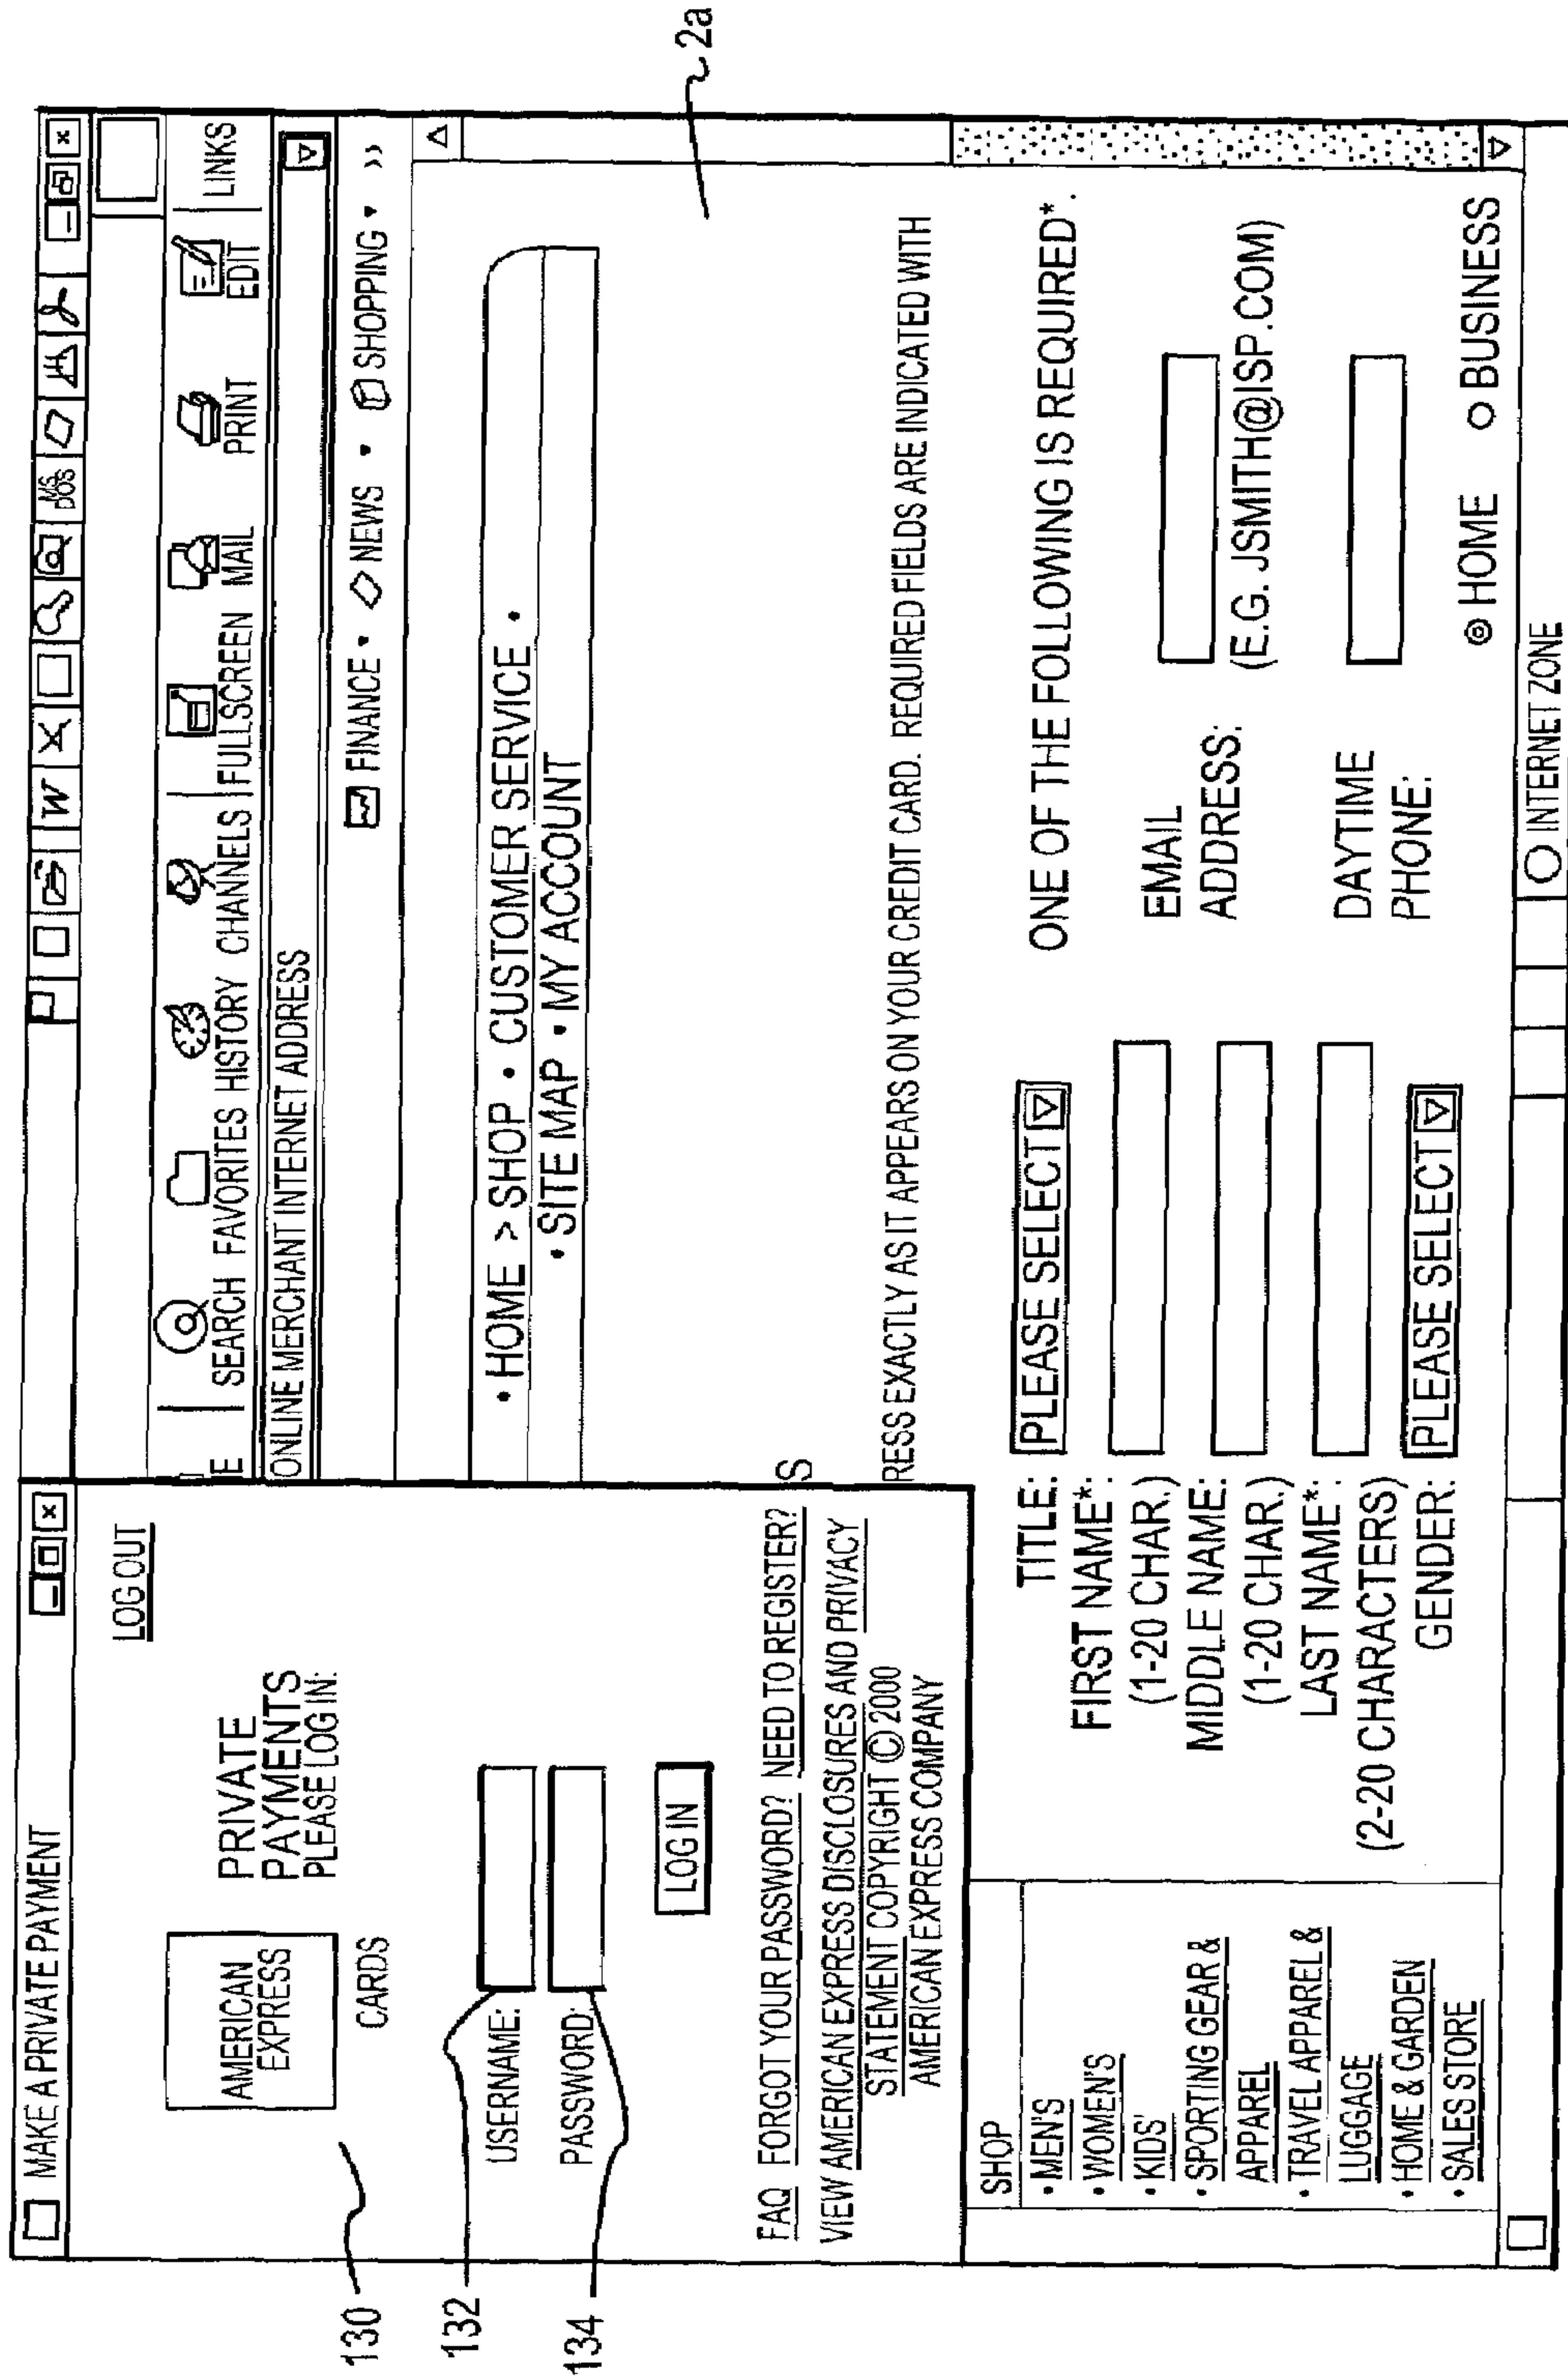 MAKE A PRIVATE PAYMENT
LOG OUT
AMERICAN
EXPRESS
CARDS
PRIVATE
PAYMENTS
PLEASE LOG IN:
130
132
134
USERNAME:
PASSWORD:
LOG IN
FAQ FORGOT YOUR PASSWORD? NEED TO REGISTER?
VIEW AMERICAN EXPRESS DISCLOSURES AND PRIVACY
STATEMENT COPYRIGHT © 2000
AMERICAN EXPRESS COMPANY
W
MS
DOS
SEARCH FAVORITES HISTORY CHANNELS FULLSCREEN MAIL PRINT EDIT LINKS
ONLINE MERCHANT INTERNET ADDRESS
FINANCE • NEWS • SHOPPING • >>
• HOME > SHOP • CUSTOMER SERVICE •
• SITE MAP • MY ACCOUNT
2a
S
RESS EXACTLY AS IT APPEARS ON YOUR CREDIT CARD. REQUIRED FIELDS ARE INDICATED WITH
SHOP
• MEN'S
• WOMEN'S
• KIDS'
• SPORTING GEAR &
APPAREL
• TRAVEL APPAREL &
LUGGAGE
• HOME & GARDEN
• SALES STORE
TITLE: PLEASE SELECT
FIRST NAME*:
(1-20 CHAR.)
MIDDLE NAME:
(1-20 CHAR.)
LAST NAME*:
(2-20 CHARACTERS)
GENDER: PLEASE SELECT
ONE OF THE FOLLOWING IS REQUIRED*.
EMAIL
ADDRESS:
(E.G. JSMITH@ISP.COM)
DAYTIME
PHONE:
HOME BUSINESS
INTERNET ZONE